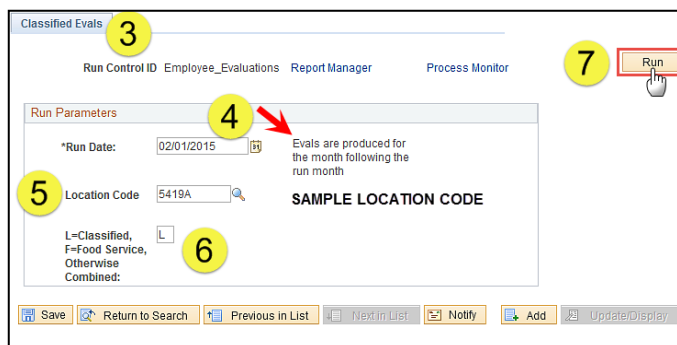 Classified Evals
3
Run Control ID Employee_Evaluations Report Manager Process Monitor
7
Run
Run Parameters
4
*Run Date: 02/01/2015
Evals are produced for
the month following the
run month
5
Location Code 5419A
SAMPLE LOCATION CODE
L=Classified,
F=Food Service,
Otherwise
Combined:
L
6
Save Return to Search Previous in List Next in List Notify Add Update/Display